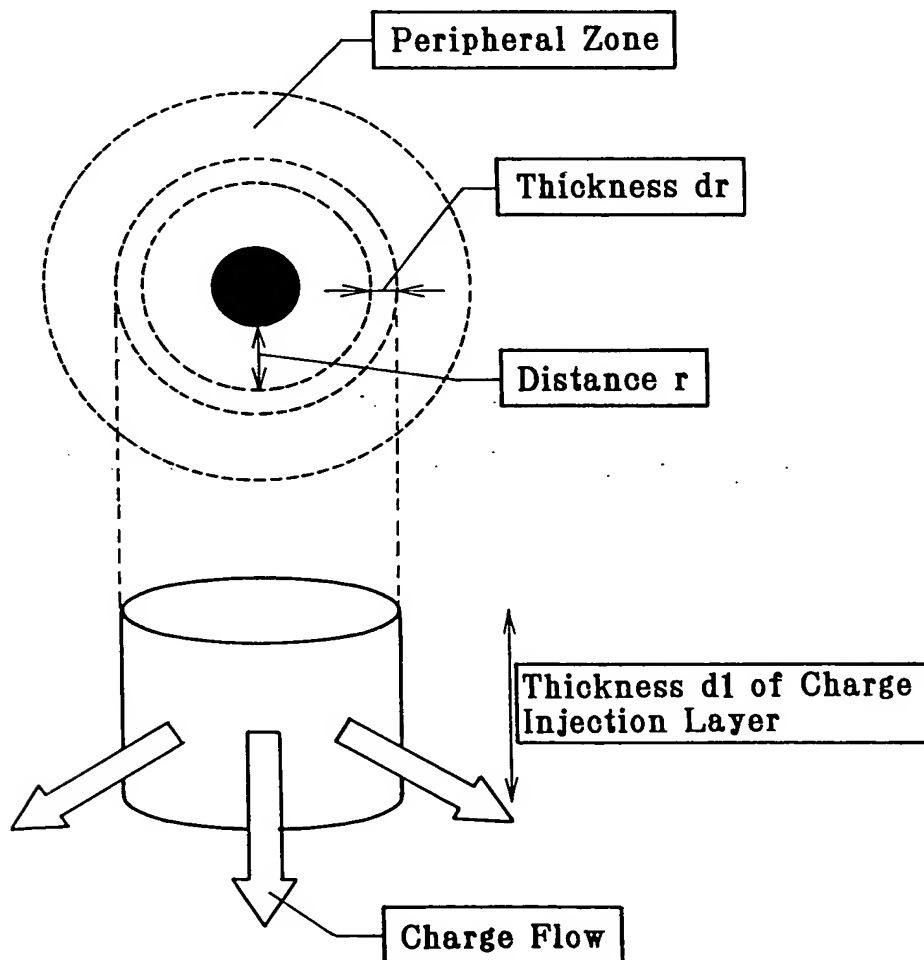 Peripheral Zone
Thickness dr
Distance r
Thickness d1 of Charge
Injection Layer
Charge Flow